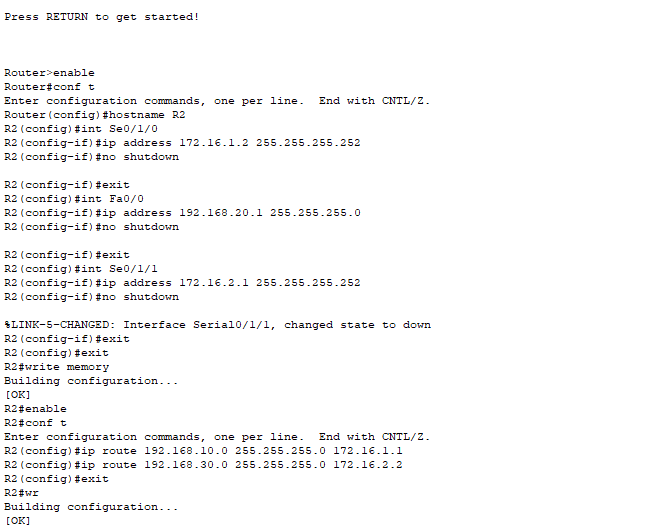 Press RETURN to get started!
Router>enable
Router#conf t
Enter configuration commands, one per line.  End with CNTL/Z.
Router(config)#hostname R2
R2(config)#int Se0/1/0
R2(config-if)#ip address 172.16.1.2 255.255.255.252
R2(config-if)#no shutdown
R2(config-if)#exit
R2(config)#int Fa0/0
R2(config-if)#ip address 192.168.20.1 255.255.255.0
R2(config-if)#no shutdown
R2(config-if)#exit
R2(config)#int Se0/1/1
R2(config-if)#ip address 172.16.2.1 255.255.255.252
R2(config-if)#no shutdown
%LINK-5-CHANGED: Interface Serial0/1/1, changed state to down
R2(config-if)#exit
R2(config)#exit
R2#write memory
Building configuration...
[OK]
R2#enable
R2#conf t
Enter configuration commands, one per line.  End with CNTL/Z.
R2(config)#ip route 192.168.10.0 255.255.255.0 172.16.1.1
R2(config)#ip route 192.168.30.0 255.255.255.0 172.16.2.2
R2(config)#exit
R2#wr
Building configuration...
[OK]